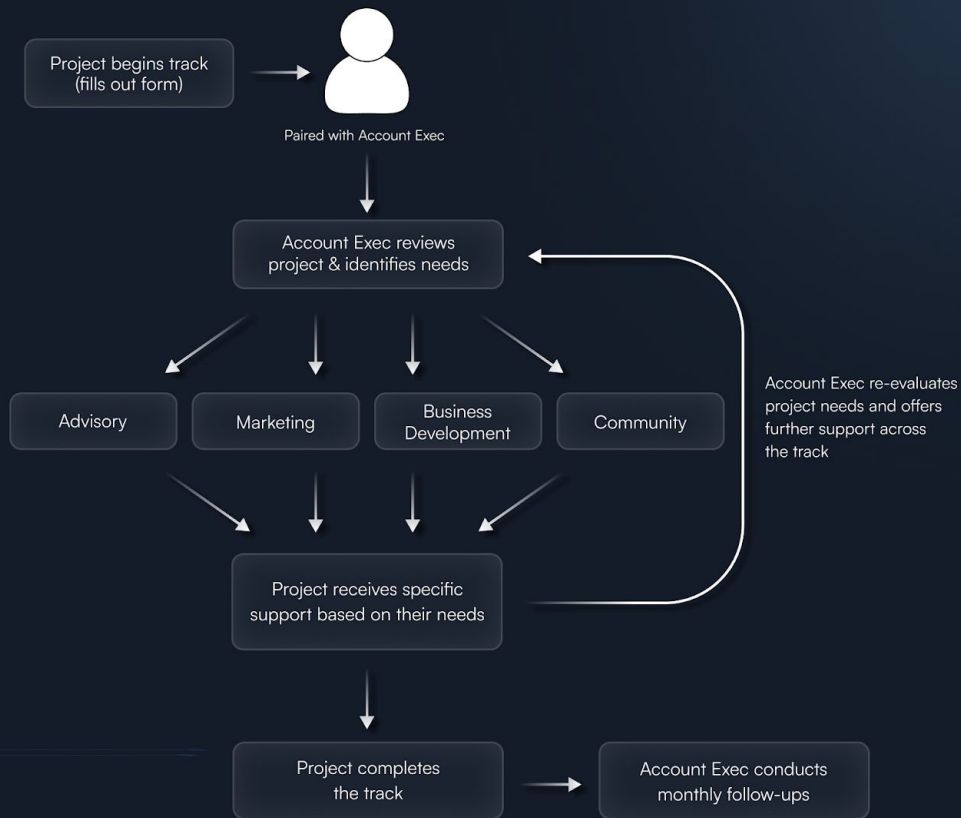 Project begins track
(fills out form)
Paired with Account Exec
Account Exec reviews
project & identifies needs
Advisory
Marketing
Business
Development
Community
Account Exec re-evaluates
project needs and offers
further support across
the track
Project receives specific
support based on their needs
Project completes
the track
Account Exec conducts
monthly follow-ups